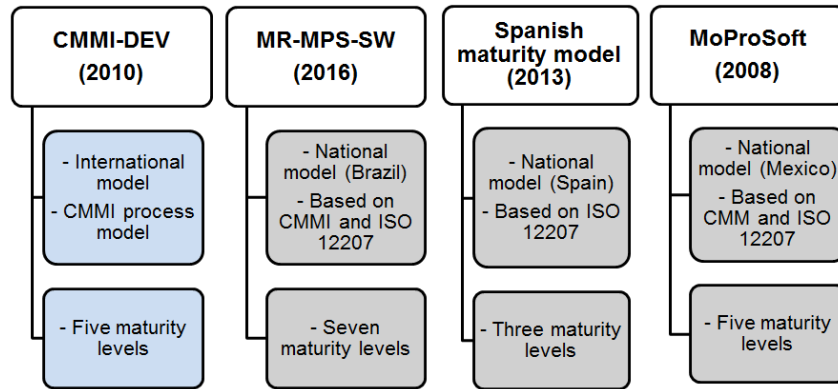 CMMI-DEV
(2010)
- International
model
- CMMI process
model
- Five maturity
levels
MR-MPS-SW
(2016)
- National
model (Brazil)
- Based on
CMMI and ISO
12207
- Seven
maturity levels
Spanish
maturity model
(2013)
- National
model (Spain)
- Based on ISO
12207
- Three maturity
levels
MoProSoft
(2008)
- National
model (Mexico)
- Based on
CMM and ISO
12207
- Five maturity
levels